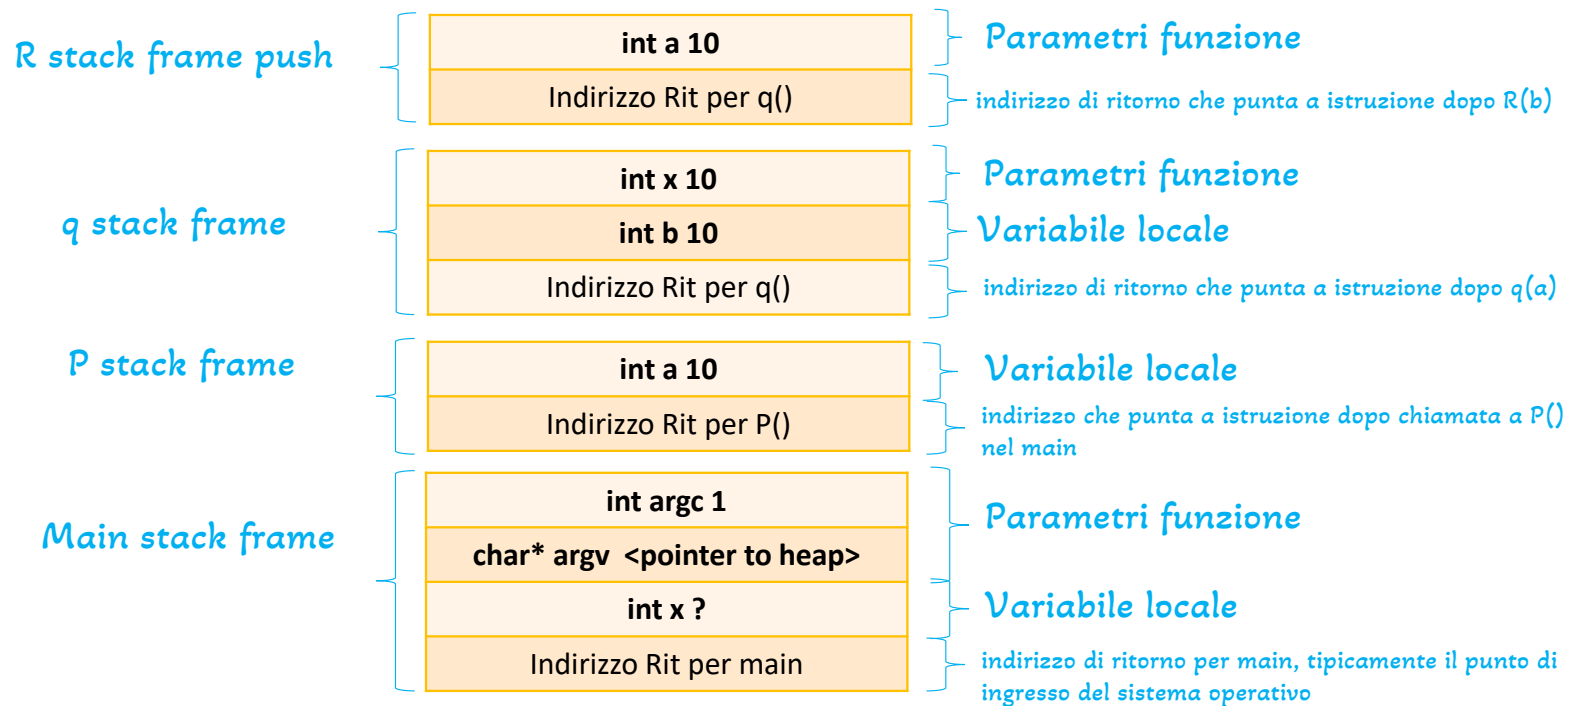 R stack frame push
int a 10
Parametri funzione
Indirizzo Rit per q()
indirizzo di ritorno che punta a istruzione dopo R(b)
q stack frame
int x 10
Parametri funzione
int b 10
Variabile locale
Indirizzo Rit per q()
indirizzo di ritorno che punta a istruzione dopo q(a)
P stack frame
int a 10
Variabile locale
Indirizzo Rit per P()
indirizzo che punta a istruzione dopo chiamata a P()
nel main
Main stack frame
int argc 1
char* argv <pointer to heap>
Parametri funzione
int x ?
Variabile locale
Indirizzo Rit per main
indirizzo di ritorno per main, tipicamente il punto di
ingresso del sistema operativo